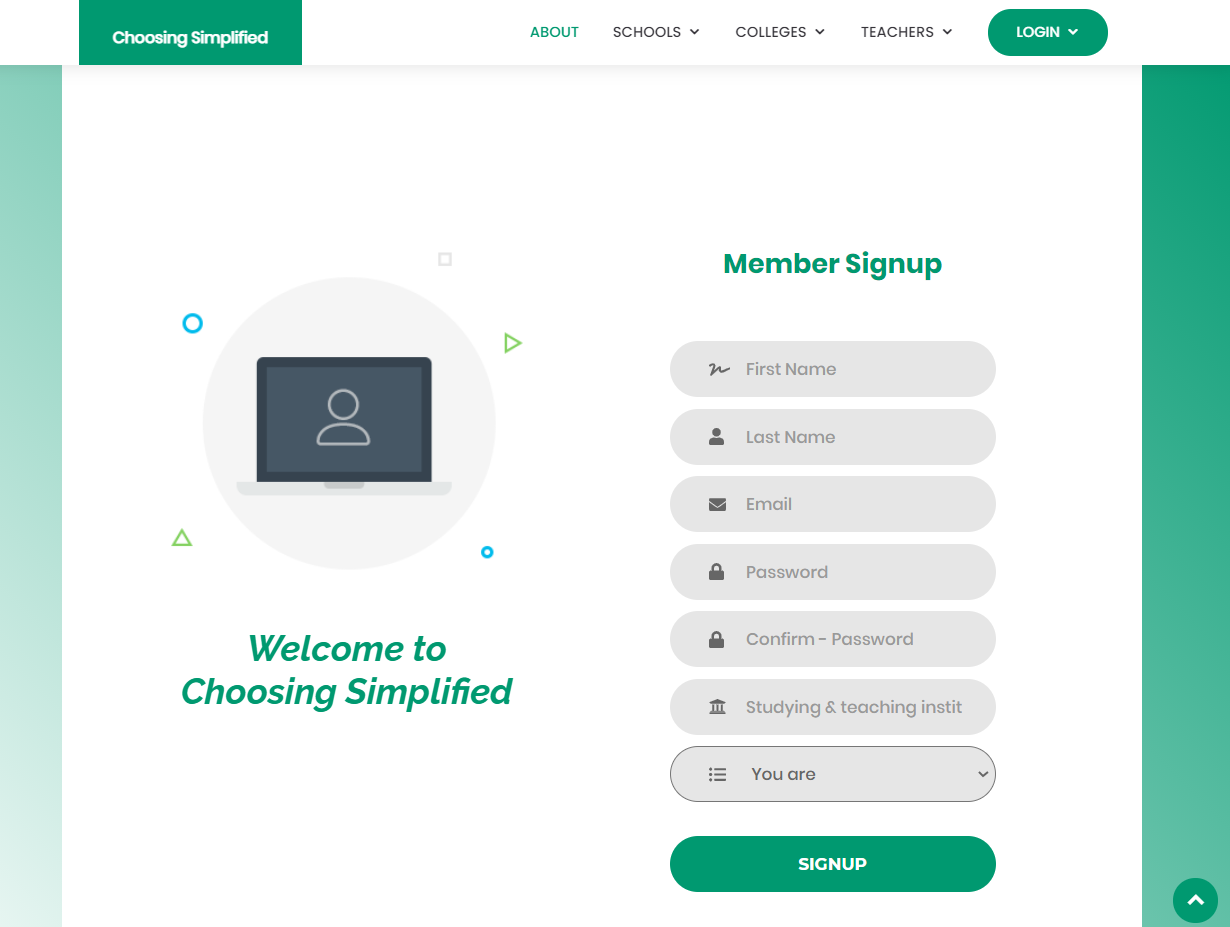 Choosing Simplified
ABOUT
SCHOOLS
COLLEGES
TEACHERS
LOGIN
Member Signup
First Name
Last Name
Email
Password
Confirm - Password
Studying & teaching instit
You are
SIGNUP
Welcome to
Choosing Simplified